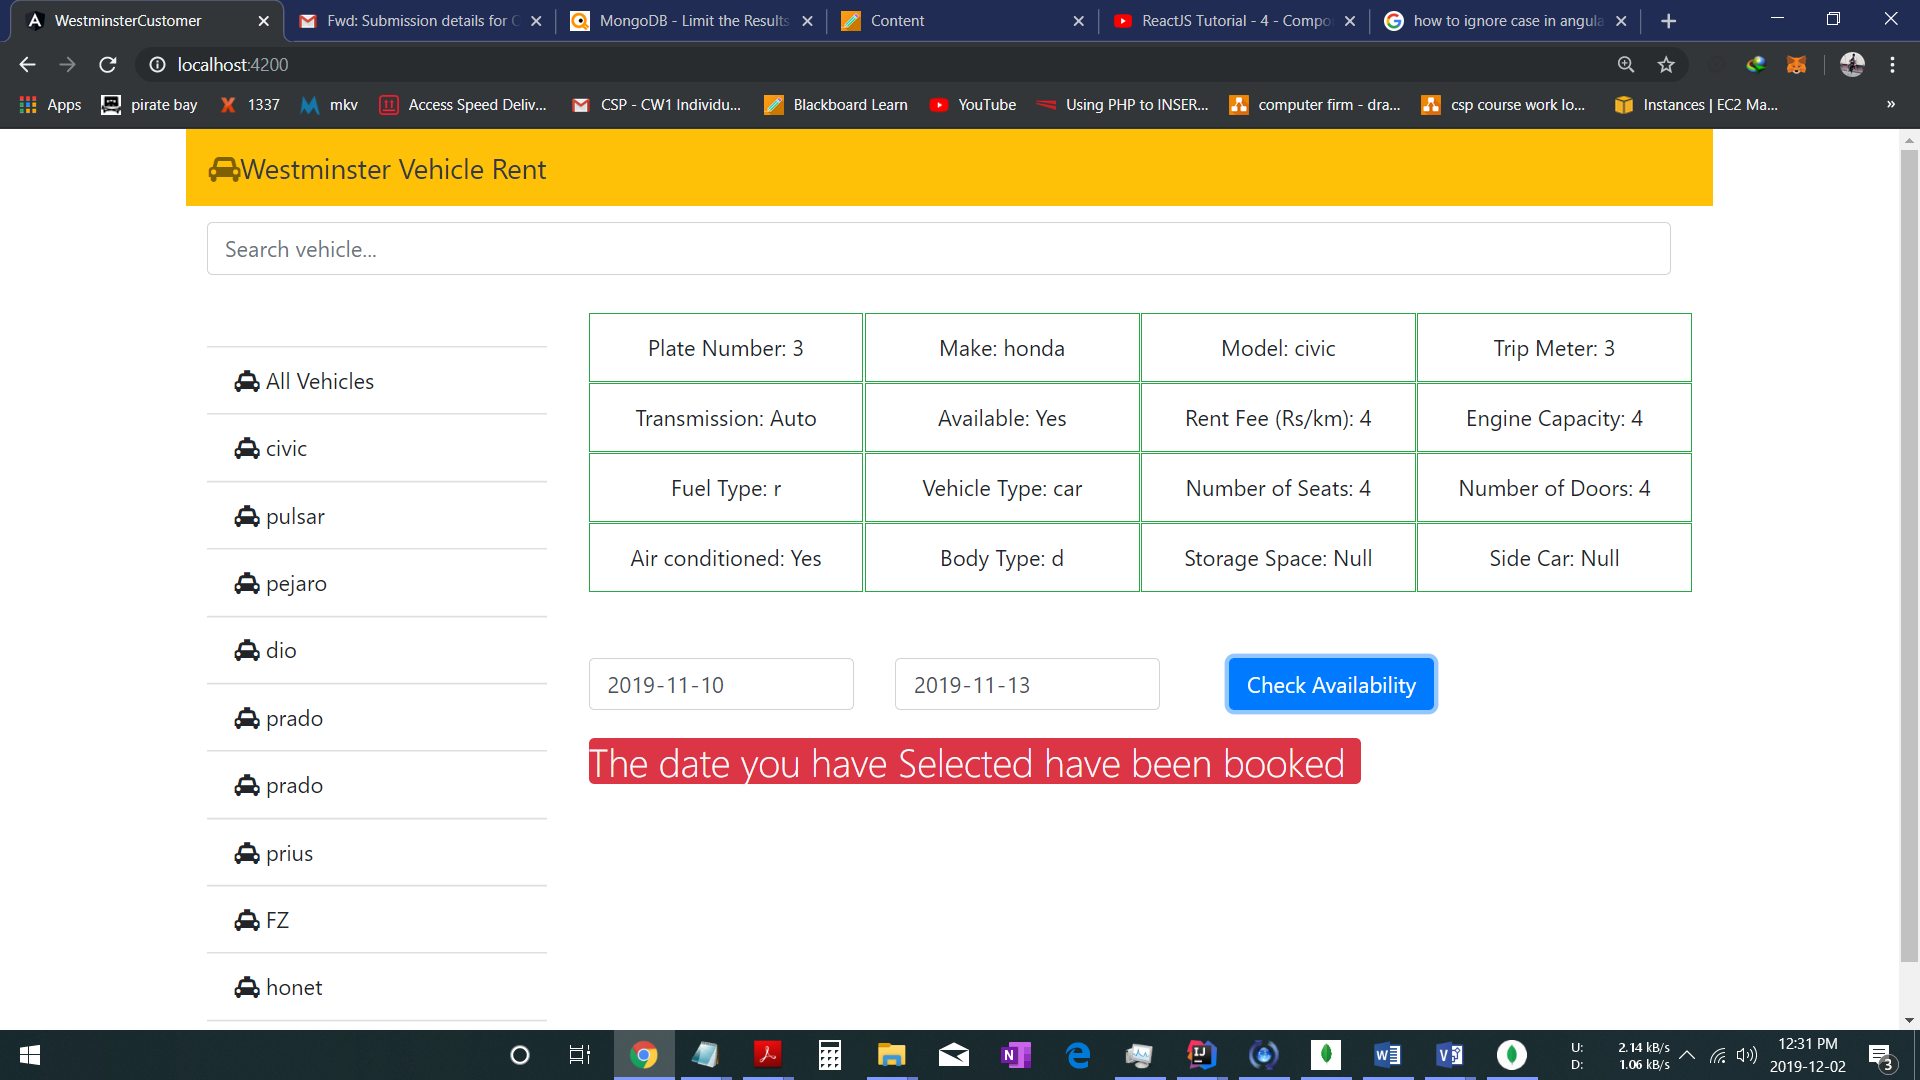 WestminsterCustomer
Fwd: Submission details for C
MongoDB - Limit the Results
Content
ReactJS Tutorial - 4 - Compo
how to ignore case in angula
localhost:4200
Apps
pirate bay
1337
mkv
Access Speed Deliv...
CSP - CW1 Individu...
Blackboard Learn
YouTube
Using PHP to INSER...
computer firm - dra...
csp course work lo...
Instances | EC2 Ma...
»
Westminster Vehicle Rent
Search vehicle...
All Vehicles
civic
pulsar
pejaro
dio
prado
prado
prius
FZ
honet
Plate Number: 3
Make: honda
Model: civic
Trip Meter: 3
Transmission: Auto
Available: Yes
Rent Fee (Rs/km): 4
Engine Capacity: 4
Fuel Type: r
Vehicle Type: car
Number of Seats: 4
Number of Doors: 4
Air conditioned: Yes
Body Type: d
Storage Space: Null
Side Car: Null
2019-11-10
2019-11-13
Check Availability
The date you have Selected have been booked
U: 2.14 kB/s
D: 1.06 kB/s
12:31 PM
2019-12-02
3